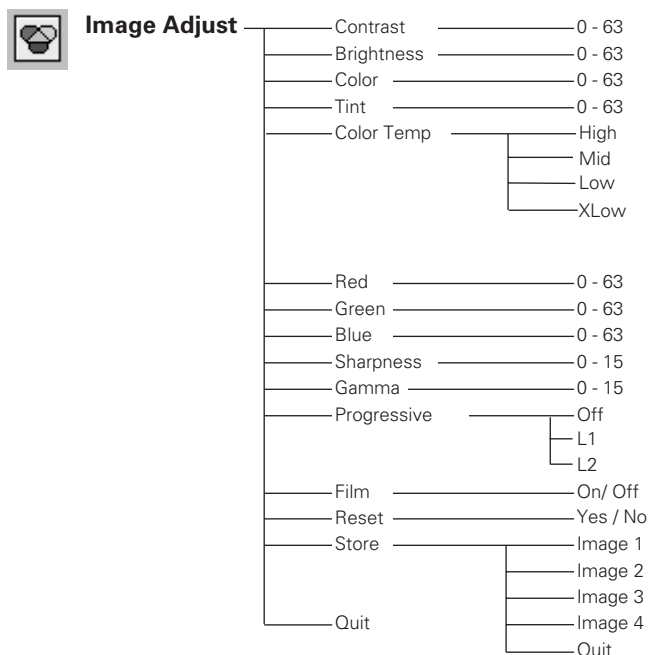 Image Adjust Contrast 0 - 63
Brightness 0 - 63
Color 0 - 63
Tint 0 - 63
Color Temp High
Mid
Low
XLow
Red 0 - 63
Green 0 - 63
Blue 0 - 63
Sharpness 0 - 15
Gamma 0 - 15
Progressive Off
L1
L2
Film On/ Off
Reset Yes / No
Store Image 1
Image 2
Image 3
Quit Image 4
Quit